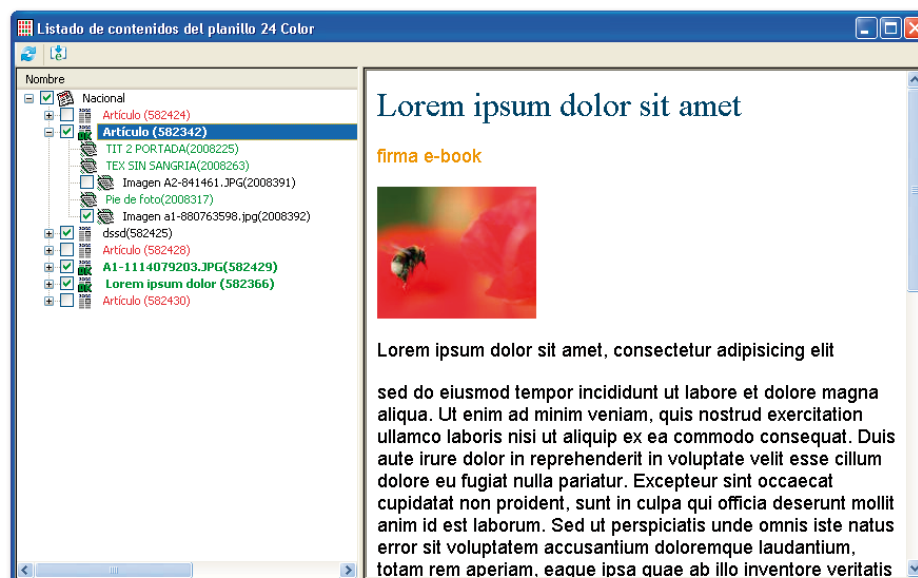 Listado de contenidos del planillo 24 Color
Nombre
Nacional
Artículo (582424)
Artículo (582342)
TIT 2 PORTADA(2008225)
TEX SIN SANGRIA(2008263)
Imagen A2-841461.JPG(2008391)
Pie de foto(2008317)
Imagen a1-880763598.jpg(2008392)
dssd(582425)
Artículo (582428)
A1-1114079203.JPG(582429)
Lorem ipsum dolor (582366)
Artículo (582430)
Lorem ipsum dolor sit amet
firma e-book
Lorem ipsum dolor sit amet, consectetur adipisicing elit
sed do eiusmod tempor incididunt ut labore et dolore magna
aliqua. Ut enim ad minim veniam, quis nostrud exercitation
ullamco laboris nisi ut aliquip ex ea commodo consequat. Duis
aute irure dolor in reprehenderit in voluptate velit esse cillum
dolore eu fugiat nulla pariatur. Excepteur sint occaecat
cupidatat non proident, sunt in culpa qui officia deserunt mollit
anim id est laborum. Sed ut perspiciatis unde omnis iste natus
error sit voluptatem accusantium doloremque laudantium,
totam rem aperiam, eaque ipsa quae ab illo inventore veritatis